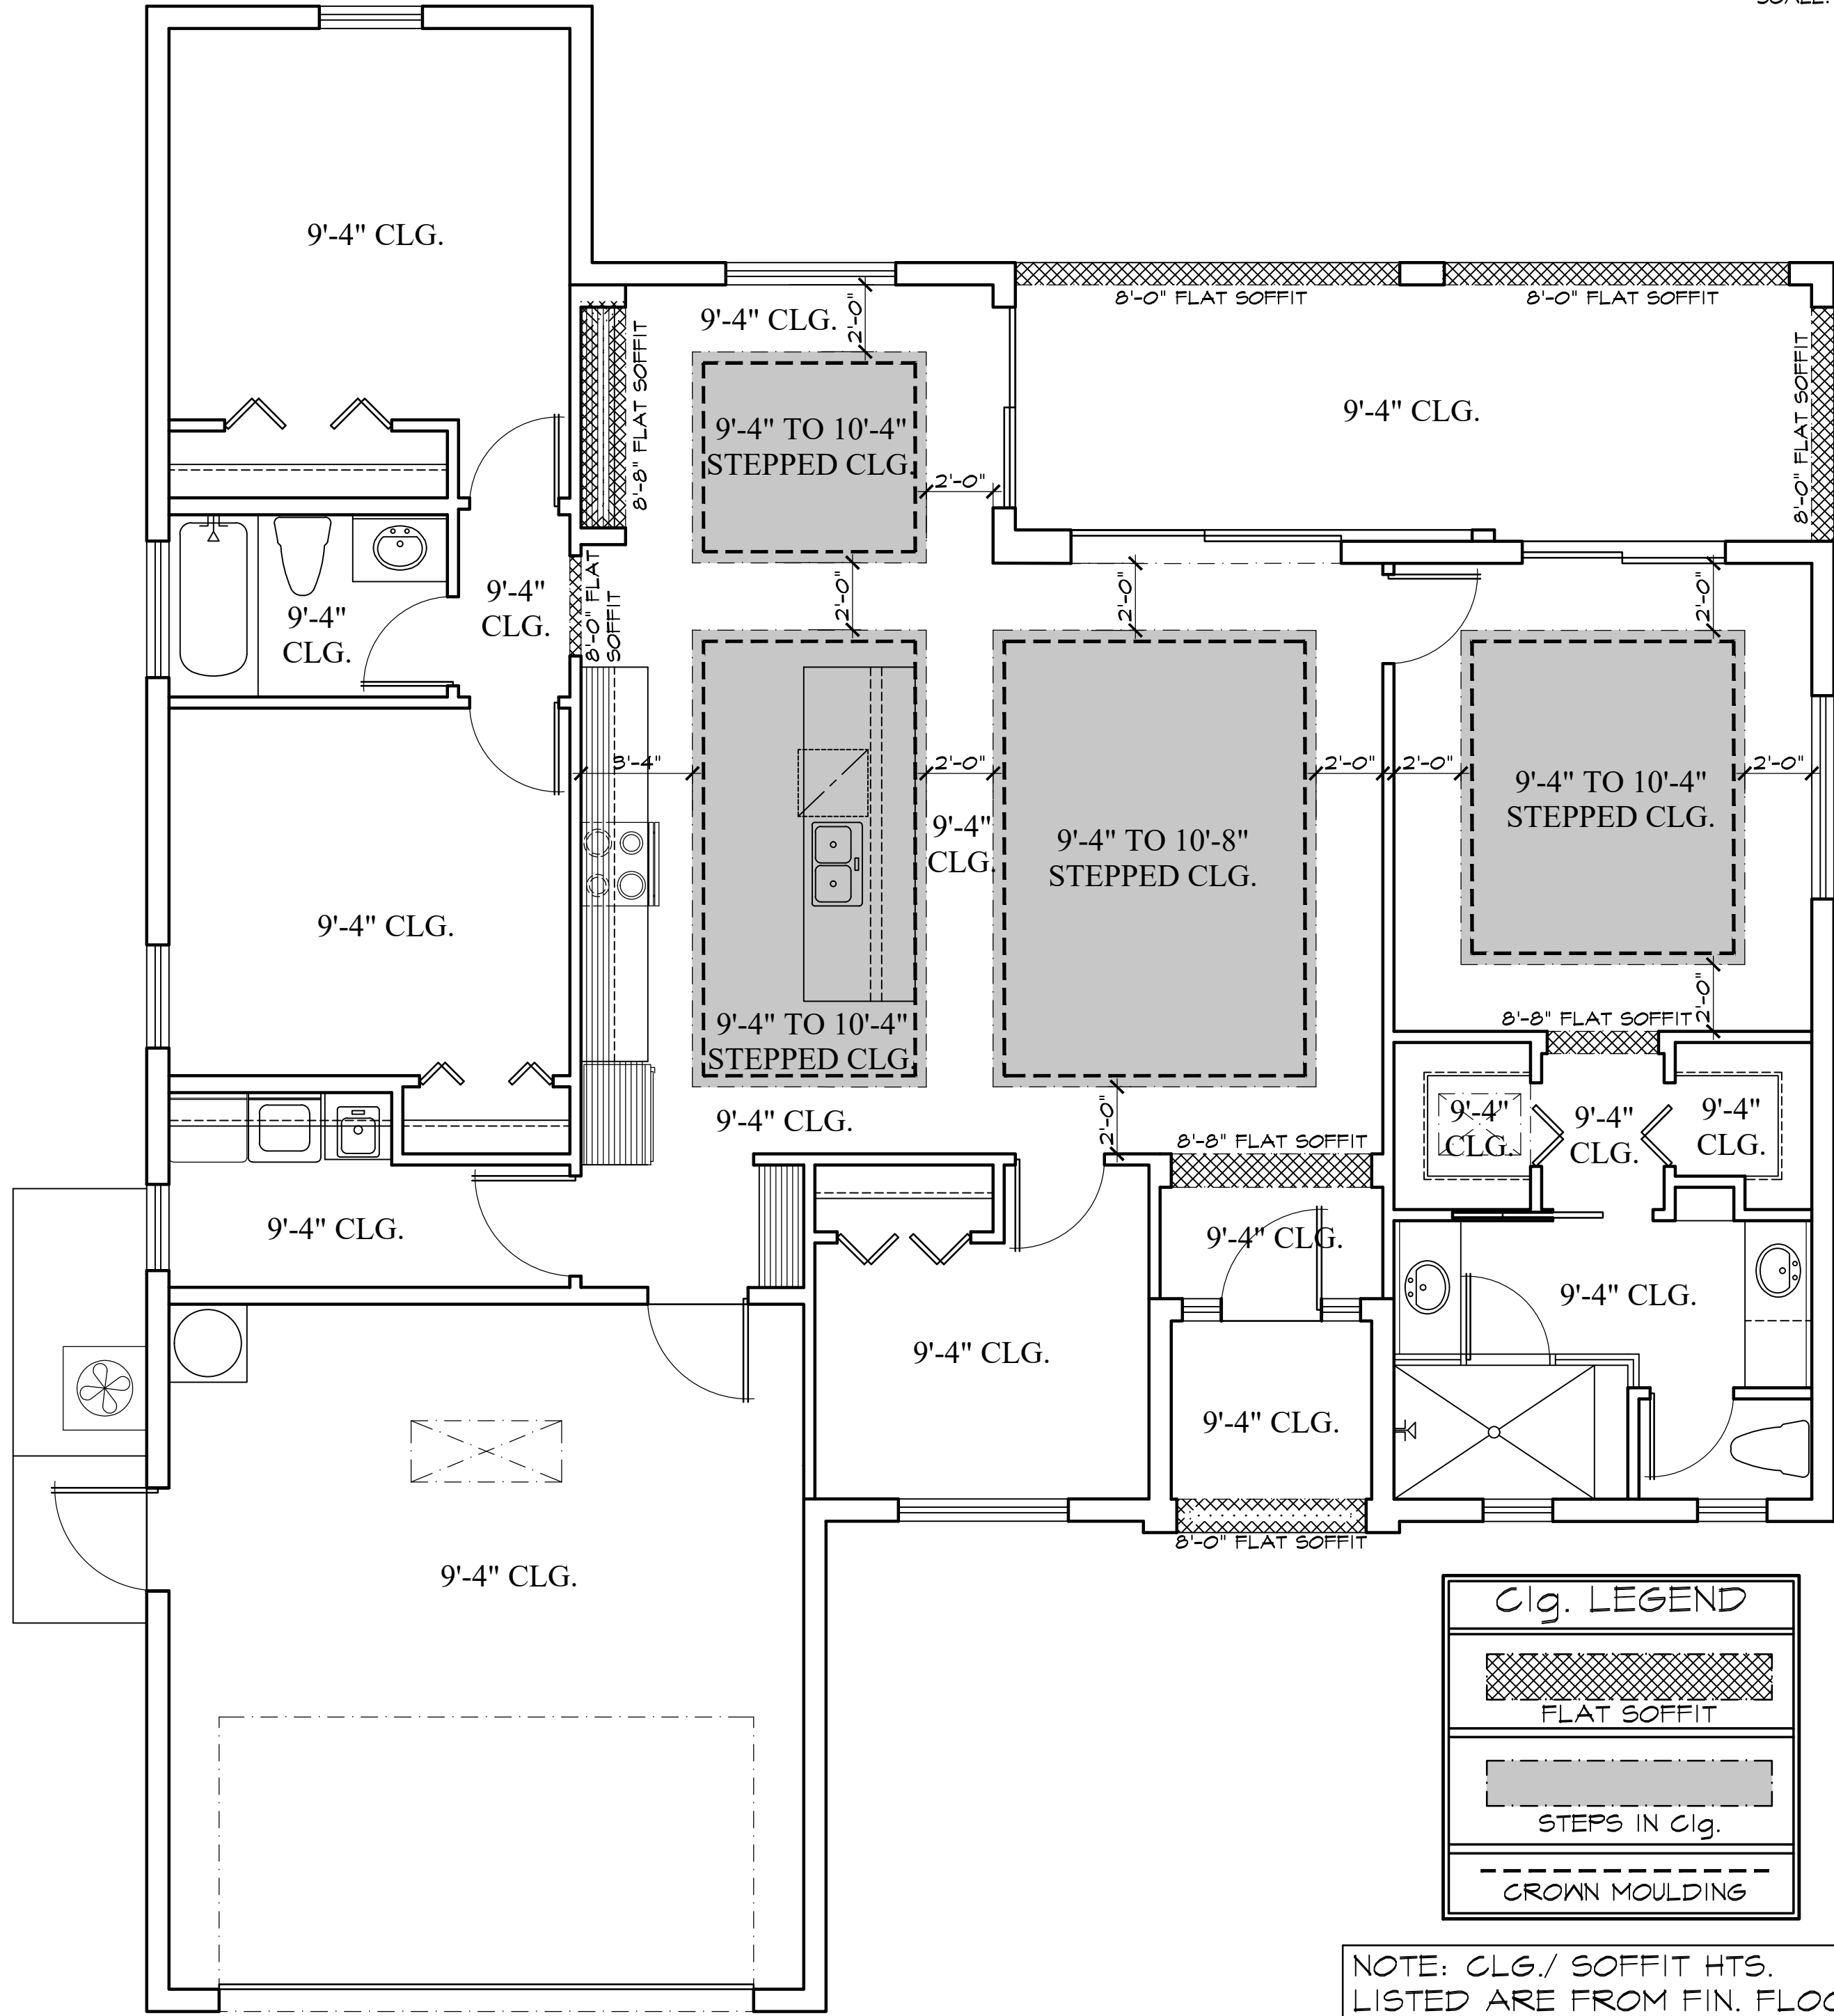 9'-4" CLG.
8'-0" FLAT SOFFIT
8'-0" FLAT SOFFIT
9'-4" CLG.
2'-0"
8'-8" FLAT SOFFIT
8'-0" FLAT SOFFIT
9'-4" CLG.
9'-4" TO 10'-4"
STEPPED CLG.
2'-0"
9'-4"
CLG.
9'-4"
CLG.
8'-0" FLAT
SOFFIT
2'-0"
2'-0"
2'-0"
2'-0"
2'-0"
2'-0"
2'-0"
9'-4" TO 10'-4"
STEPPED CLG.
9'-4"
CLG.
9'-4" TO 10'-8"
STEPPED CLG.
9'-4" CLG.
9'-4" TO 10'-4"
STEPPED CLG.
8'-8" FLAT SOFFIT
2'-0"
9'-4" CLG.
2'-0"
8'-8" FLAT SOFFIT
9'-4"
CLG.
9'-4"
CLG.
9'-4"
CLG.
9'-4" CLG.
9'-4" CLG.
9'-4" CLG.
9'-4" CLG.
9'-4" CLG.
8'-0" FLAT SOFFIT
9'-4" CLG.
Clg. LEGEND
FLAT SOFFIT
STEPS IN Clg.
CROWN MOULDING
NOTE: CLG./ SOFFIT HTS.
LISTED ARE FROM FIN.